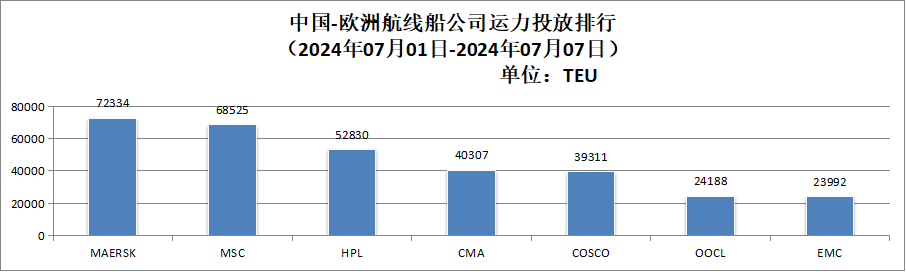 中国-欧洲航线船公司运力投放排行
（2024年07月01日-2024年07月07日）
单位：TEU
80000
60000
40000
20000
0
72334
68525
52830
40307
39311
24188
23992
MAERSK
MSC
HPL
CMA
COSCO
OOCL
EMC